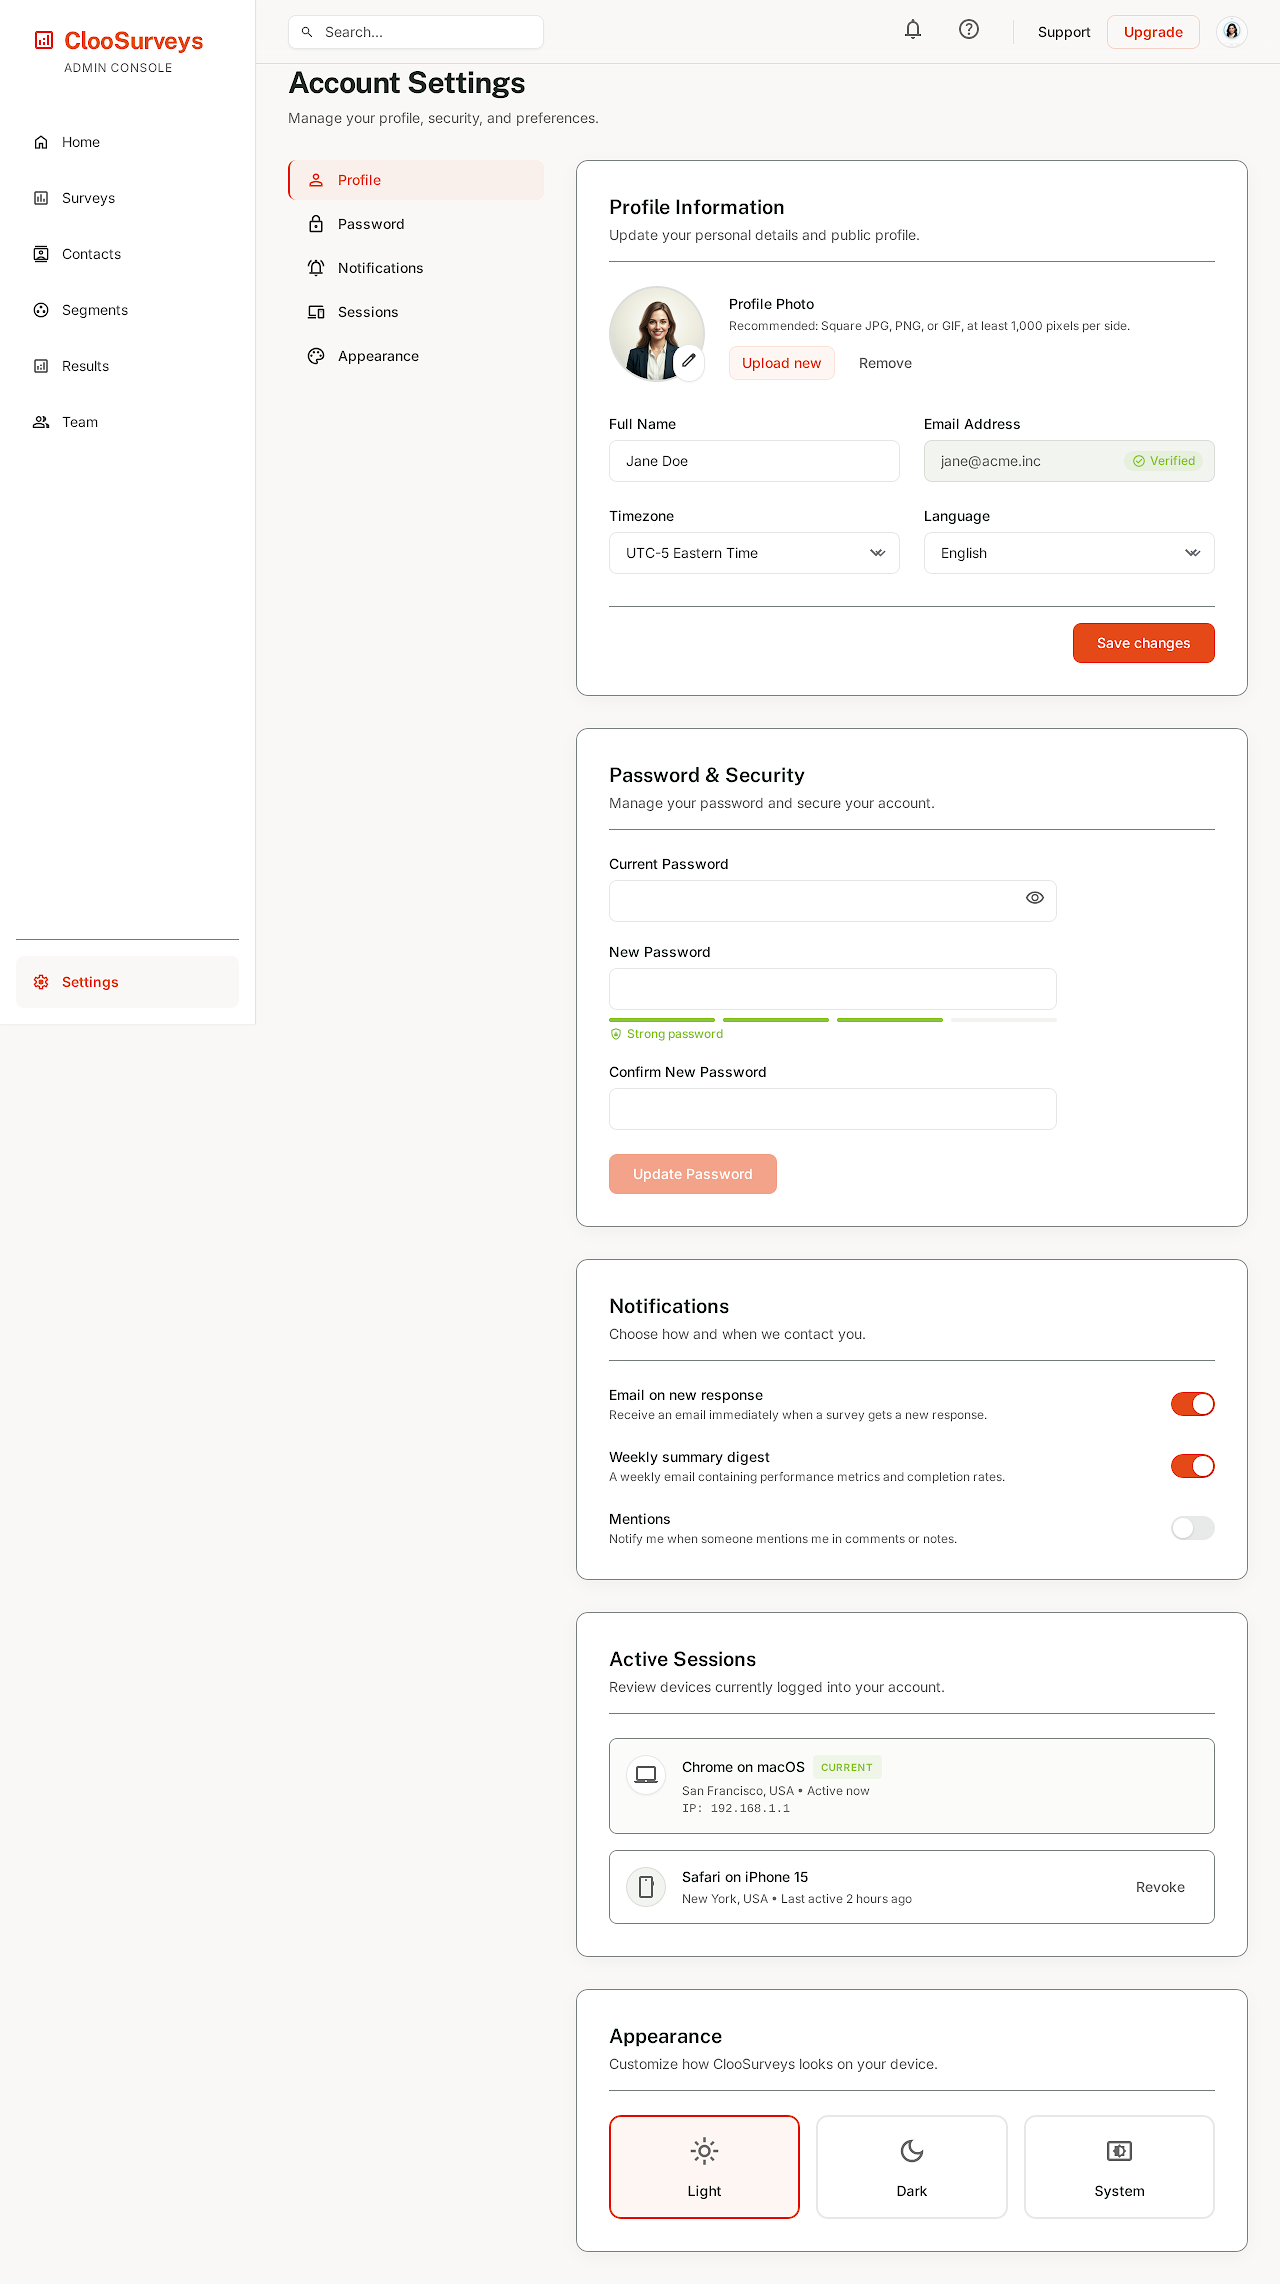 ClooSurveys
ADMIN CONSOLE
Home
Surveys
Contacts
Segments
Results
Team
Settings
Search...
Support
Upgrade
Account Settings
Manage your profile, security, and preferences.
Profile
Password
Notifications
Sessions
Appearance
Profile Information
Update your personal details and public profile.
Profile Photo
Recommended: Square JPG, PNG, or GIF, at least 1,000 pixels per side.
Upload new
Remove
Full Name
Jane Doe
Email Address
jane@acme.inc
Verified
Timezone
UTC-5 Eastern Time
Language
English
Save changes
Password & Security
Manage your password and secure your account.
Current Password
New Password
Strong password
Confirm New Password
Update Password
Notifications
Choose how and when we contact you.
Email on new response
Receive an email immediately when a survey gets a new response.
Weekly summary digest
A weekly email containing performance metrics and completion rates.
Mentions
Notify me when someone mentions me in comments or notes.
Active Sessions
Review devices currently logged into your account.
Chrome on macOS CURRENT
San Francisco, USA • Active now
IP: 192.168.1.1
Safari on iPhone 15
New York, USA • Last active 2 hours ago
Revoke
Appearance
Customize how ClooSurveys looks on your device.
Light
Dark
System